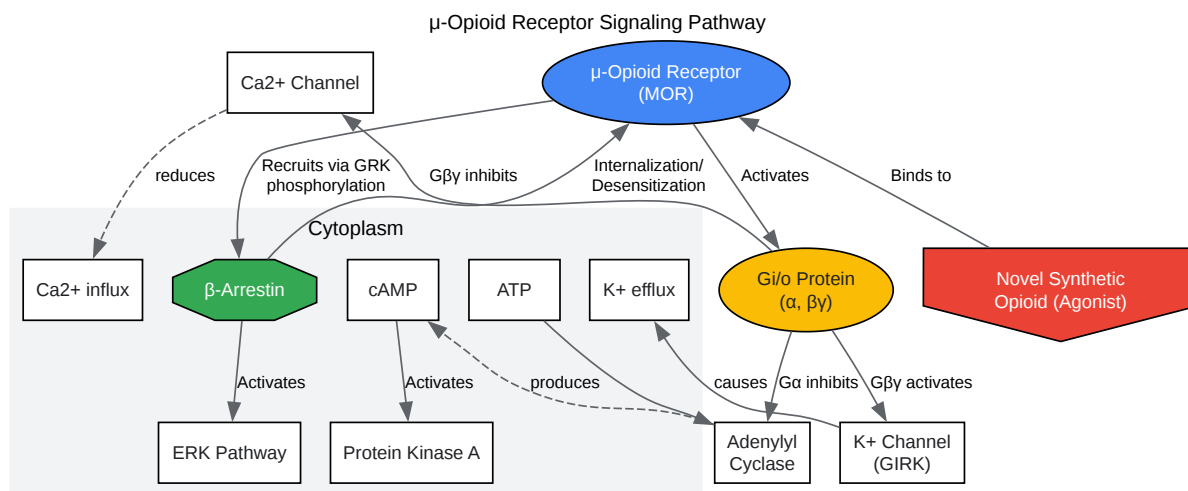 μ-Opioid Receptor Signaling Pathway
Ca2+ Channel
μ-Opioid Receptor
(MOR)
reduces
Recruits via GRK
phosphorylation
Gβγ inhibits
Internalization/
Desensitization
Activates
Binds to
Cytoplasm
Ca2+ influx
β-Arrestin
cAMP
ATP
K+ efflux
Gi/o Protein
(α, βγ)
Novel Synthetic
Opioid (Agonist)
Activates
Activates
produces
causes
Gα inhibits
Gβγ activates
ERK Pathway
Protein Kinase A
Adenylyl
Cyclase
K+ Channel
(GIRK)